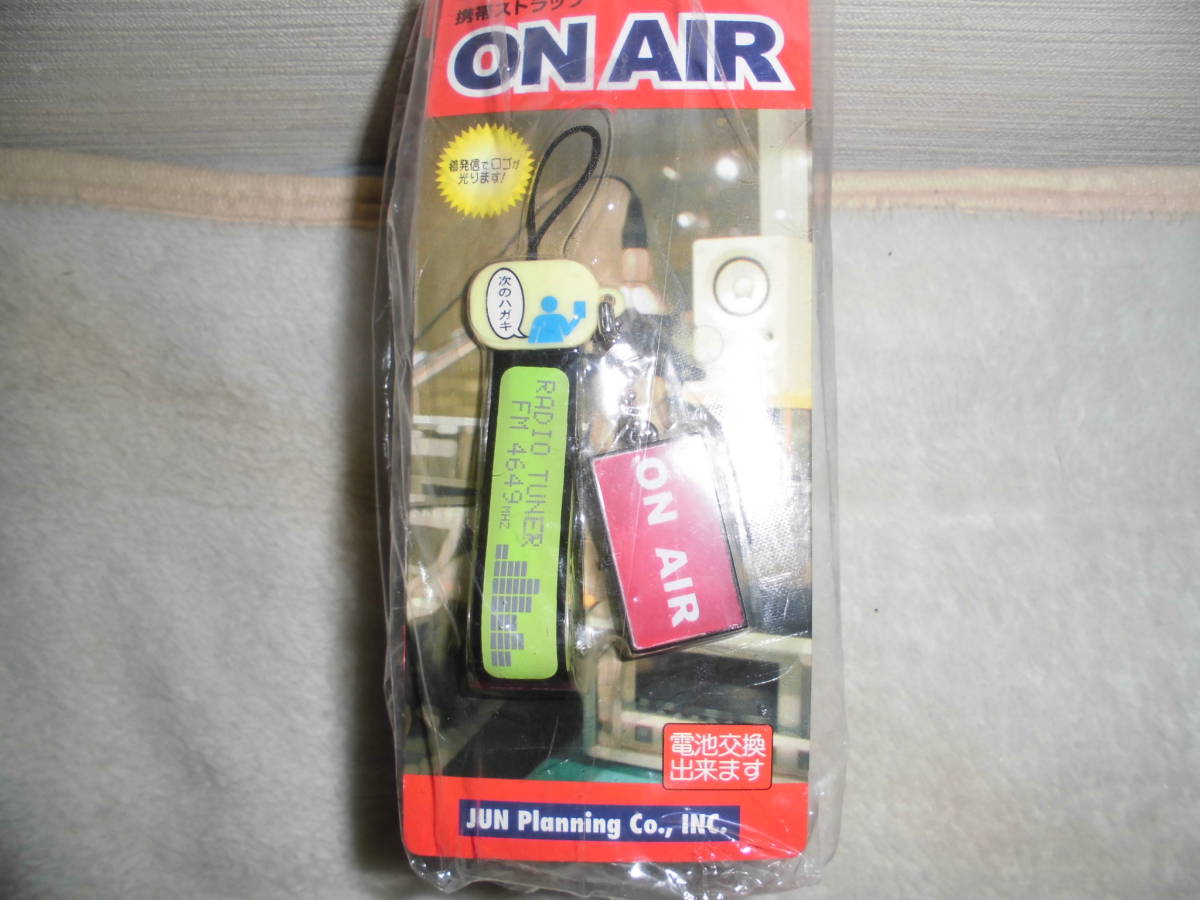 携帯ストラップ
ON AIR
着発信でロゴが
光ります!
次のハガキ
RADIO TUNER
FM 4649MHZ
ON AIR
電池交換
出来ます
JUN Planning Co., INC.